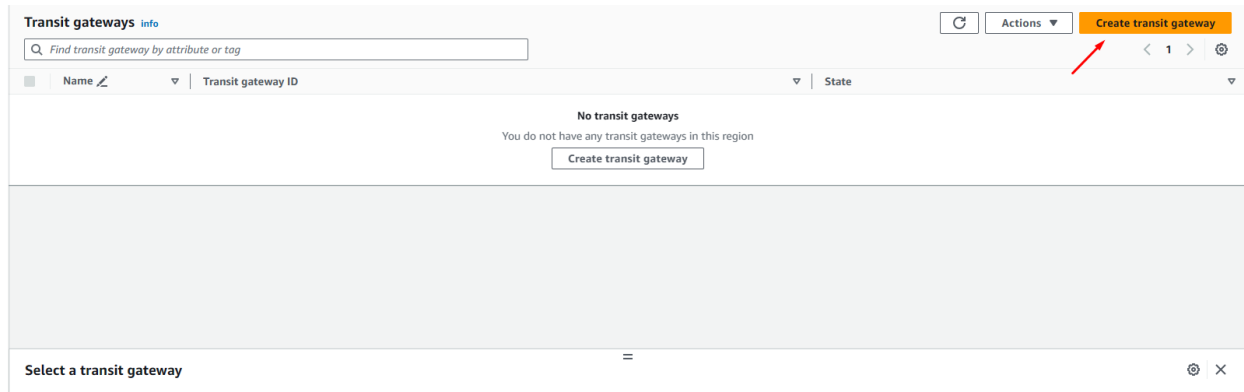 Transit gateways Info
Actions
Create transit gateway
Find transit gateway by attribute or tag
1
Name
Transit gateway ID
State
No transit gateways
You do not have any transit gateways in this region
Create transit gateway
Select a transit gateway